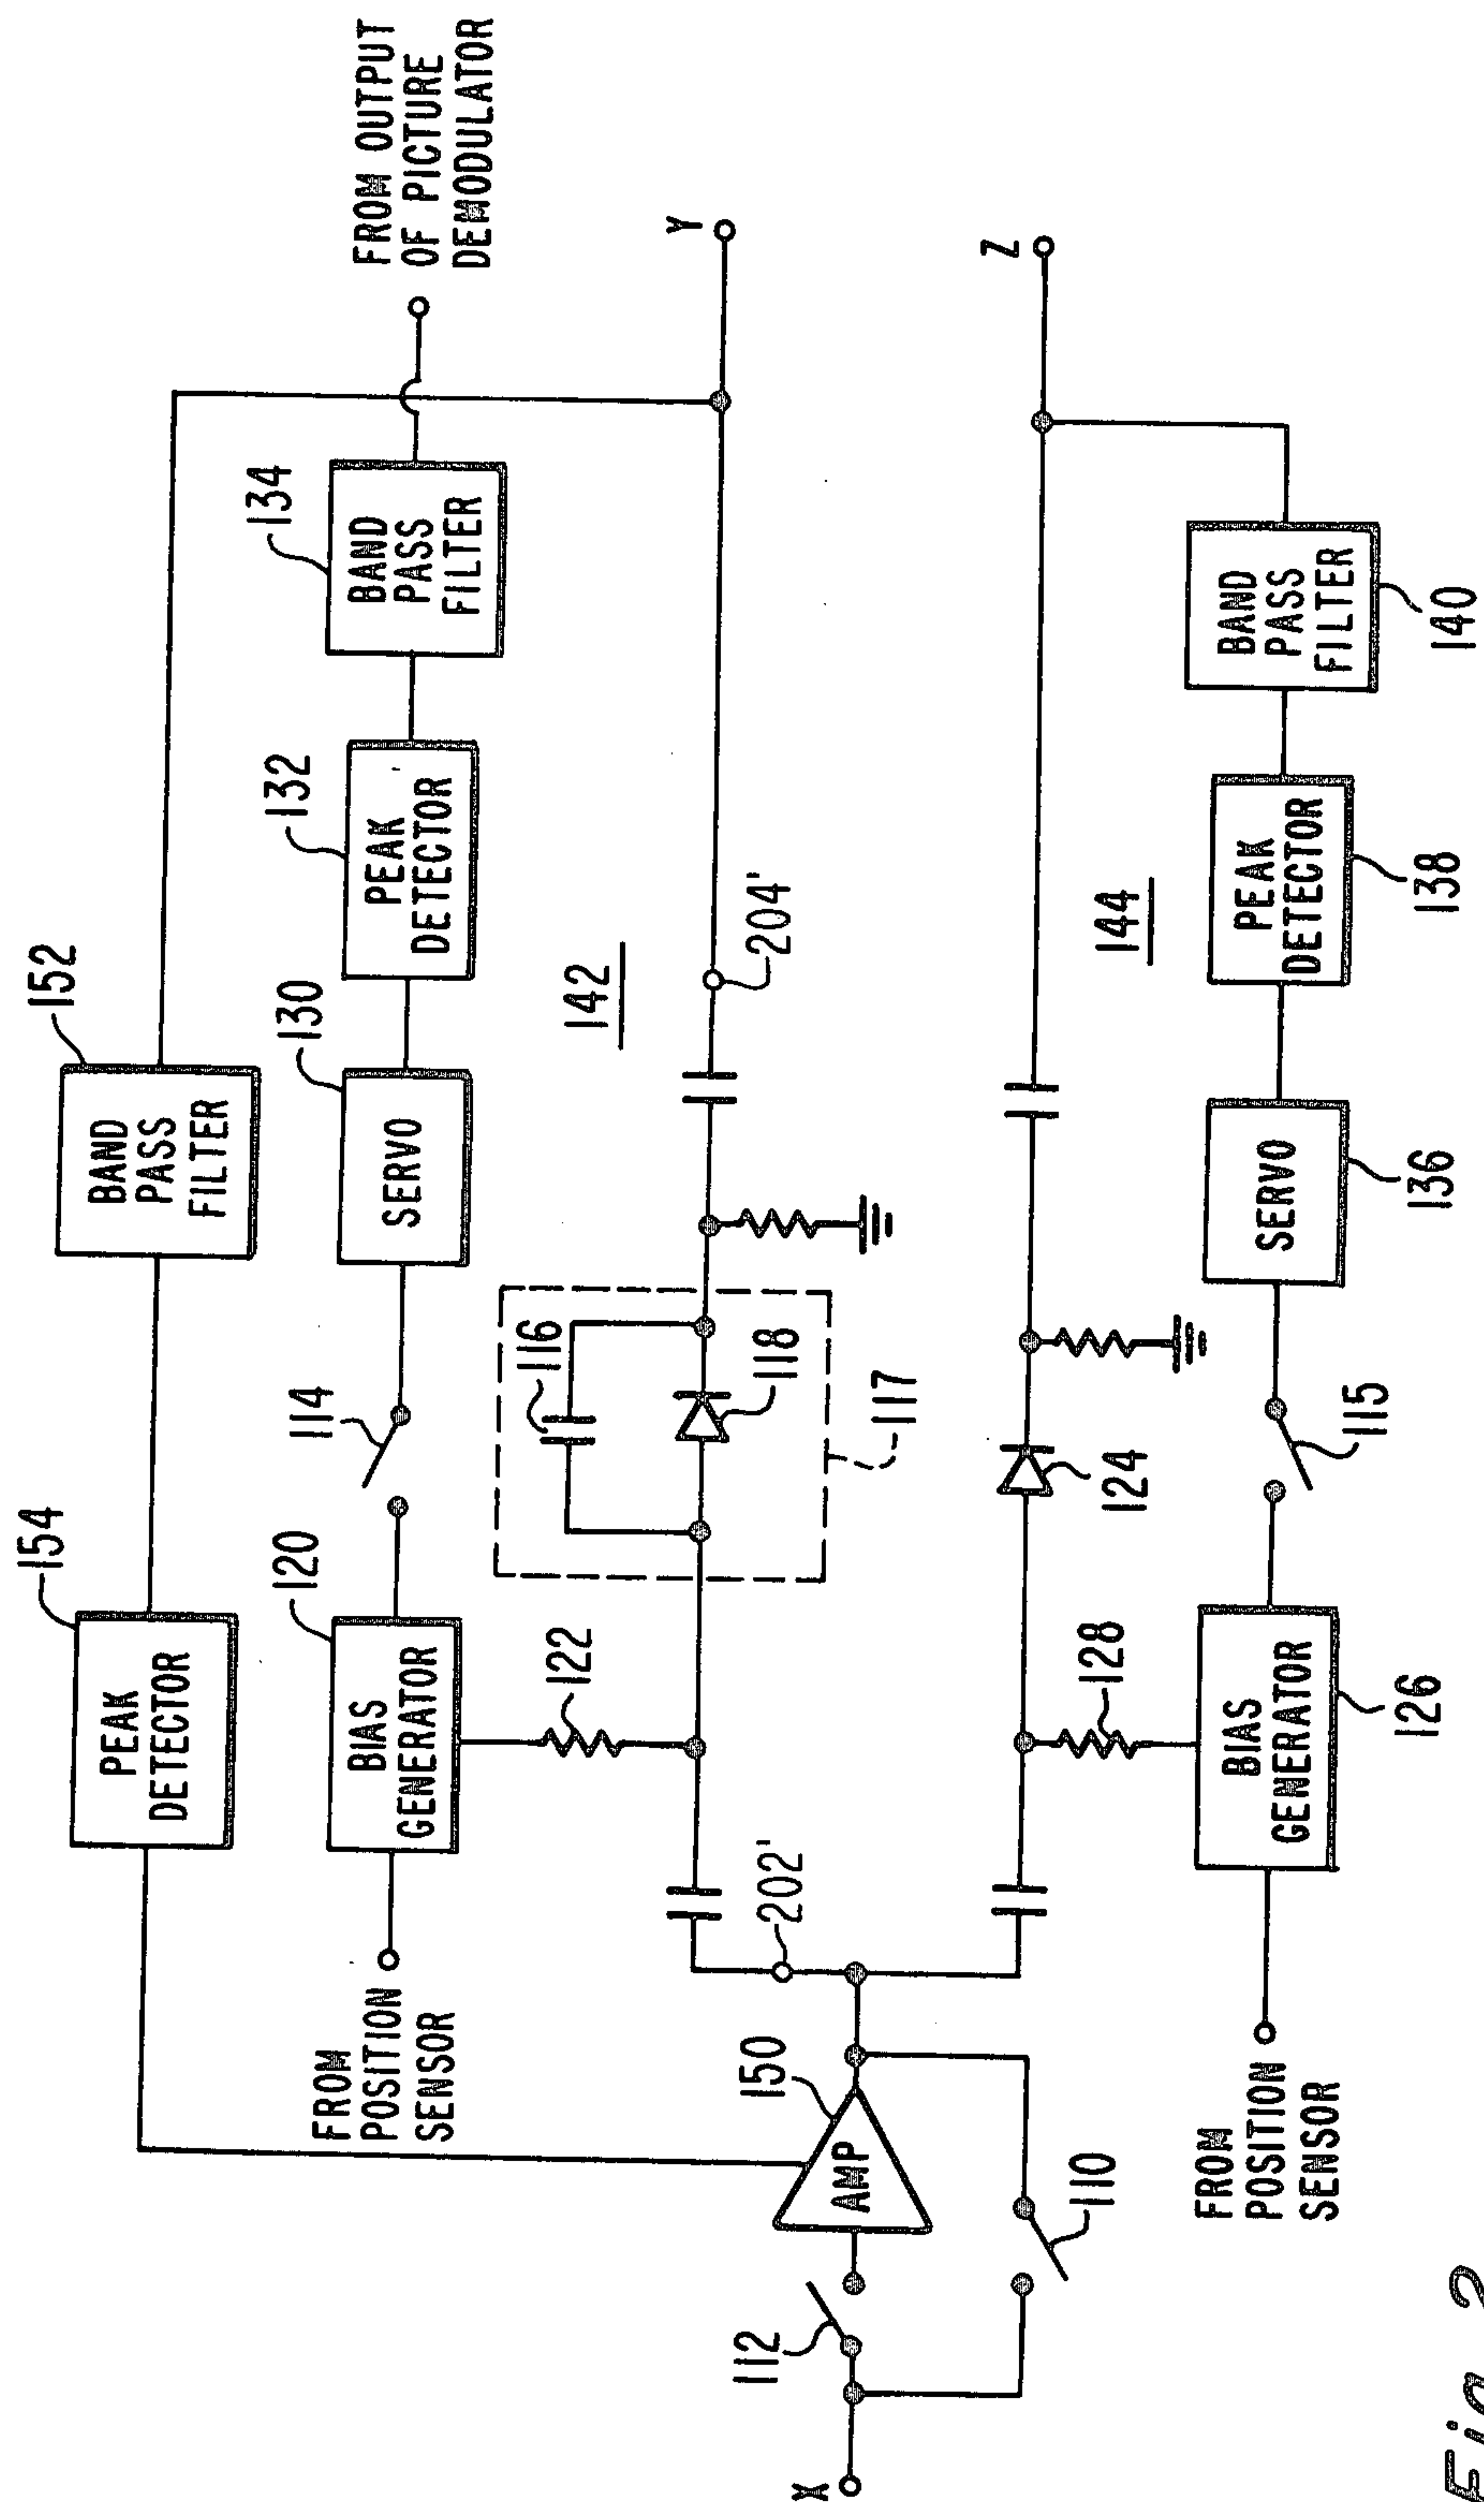 FROM OUTPUT
OF PICTURE
DEMODULATOR
154
PEAK
DETECTOR
152
BAND
PASS
FILTER
FROM
POSITION
SENSOR
120
BIAS
GENERATOR
114
130
SERVO
132
PEAK
DETECTOR
134
BAND
PASS
FILTER
122
116
118
117
142
204'
Y
X
112
150
AMP
110
202'
124
144
Z
128
FROM
POSITION
SENSOR
BIAS
GENERATOR
126
115
SERVO
136
PEAK
DETECTOR
138
BAND
PASS
FILTER
140
Fig. 2